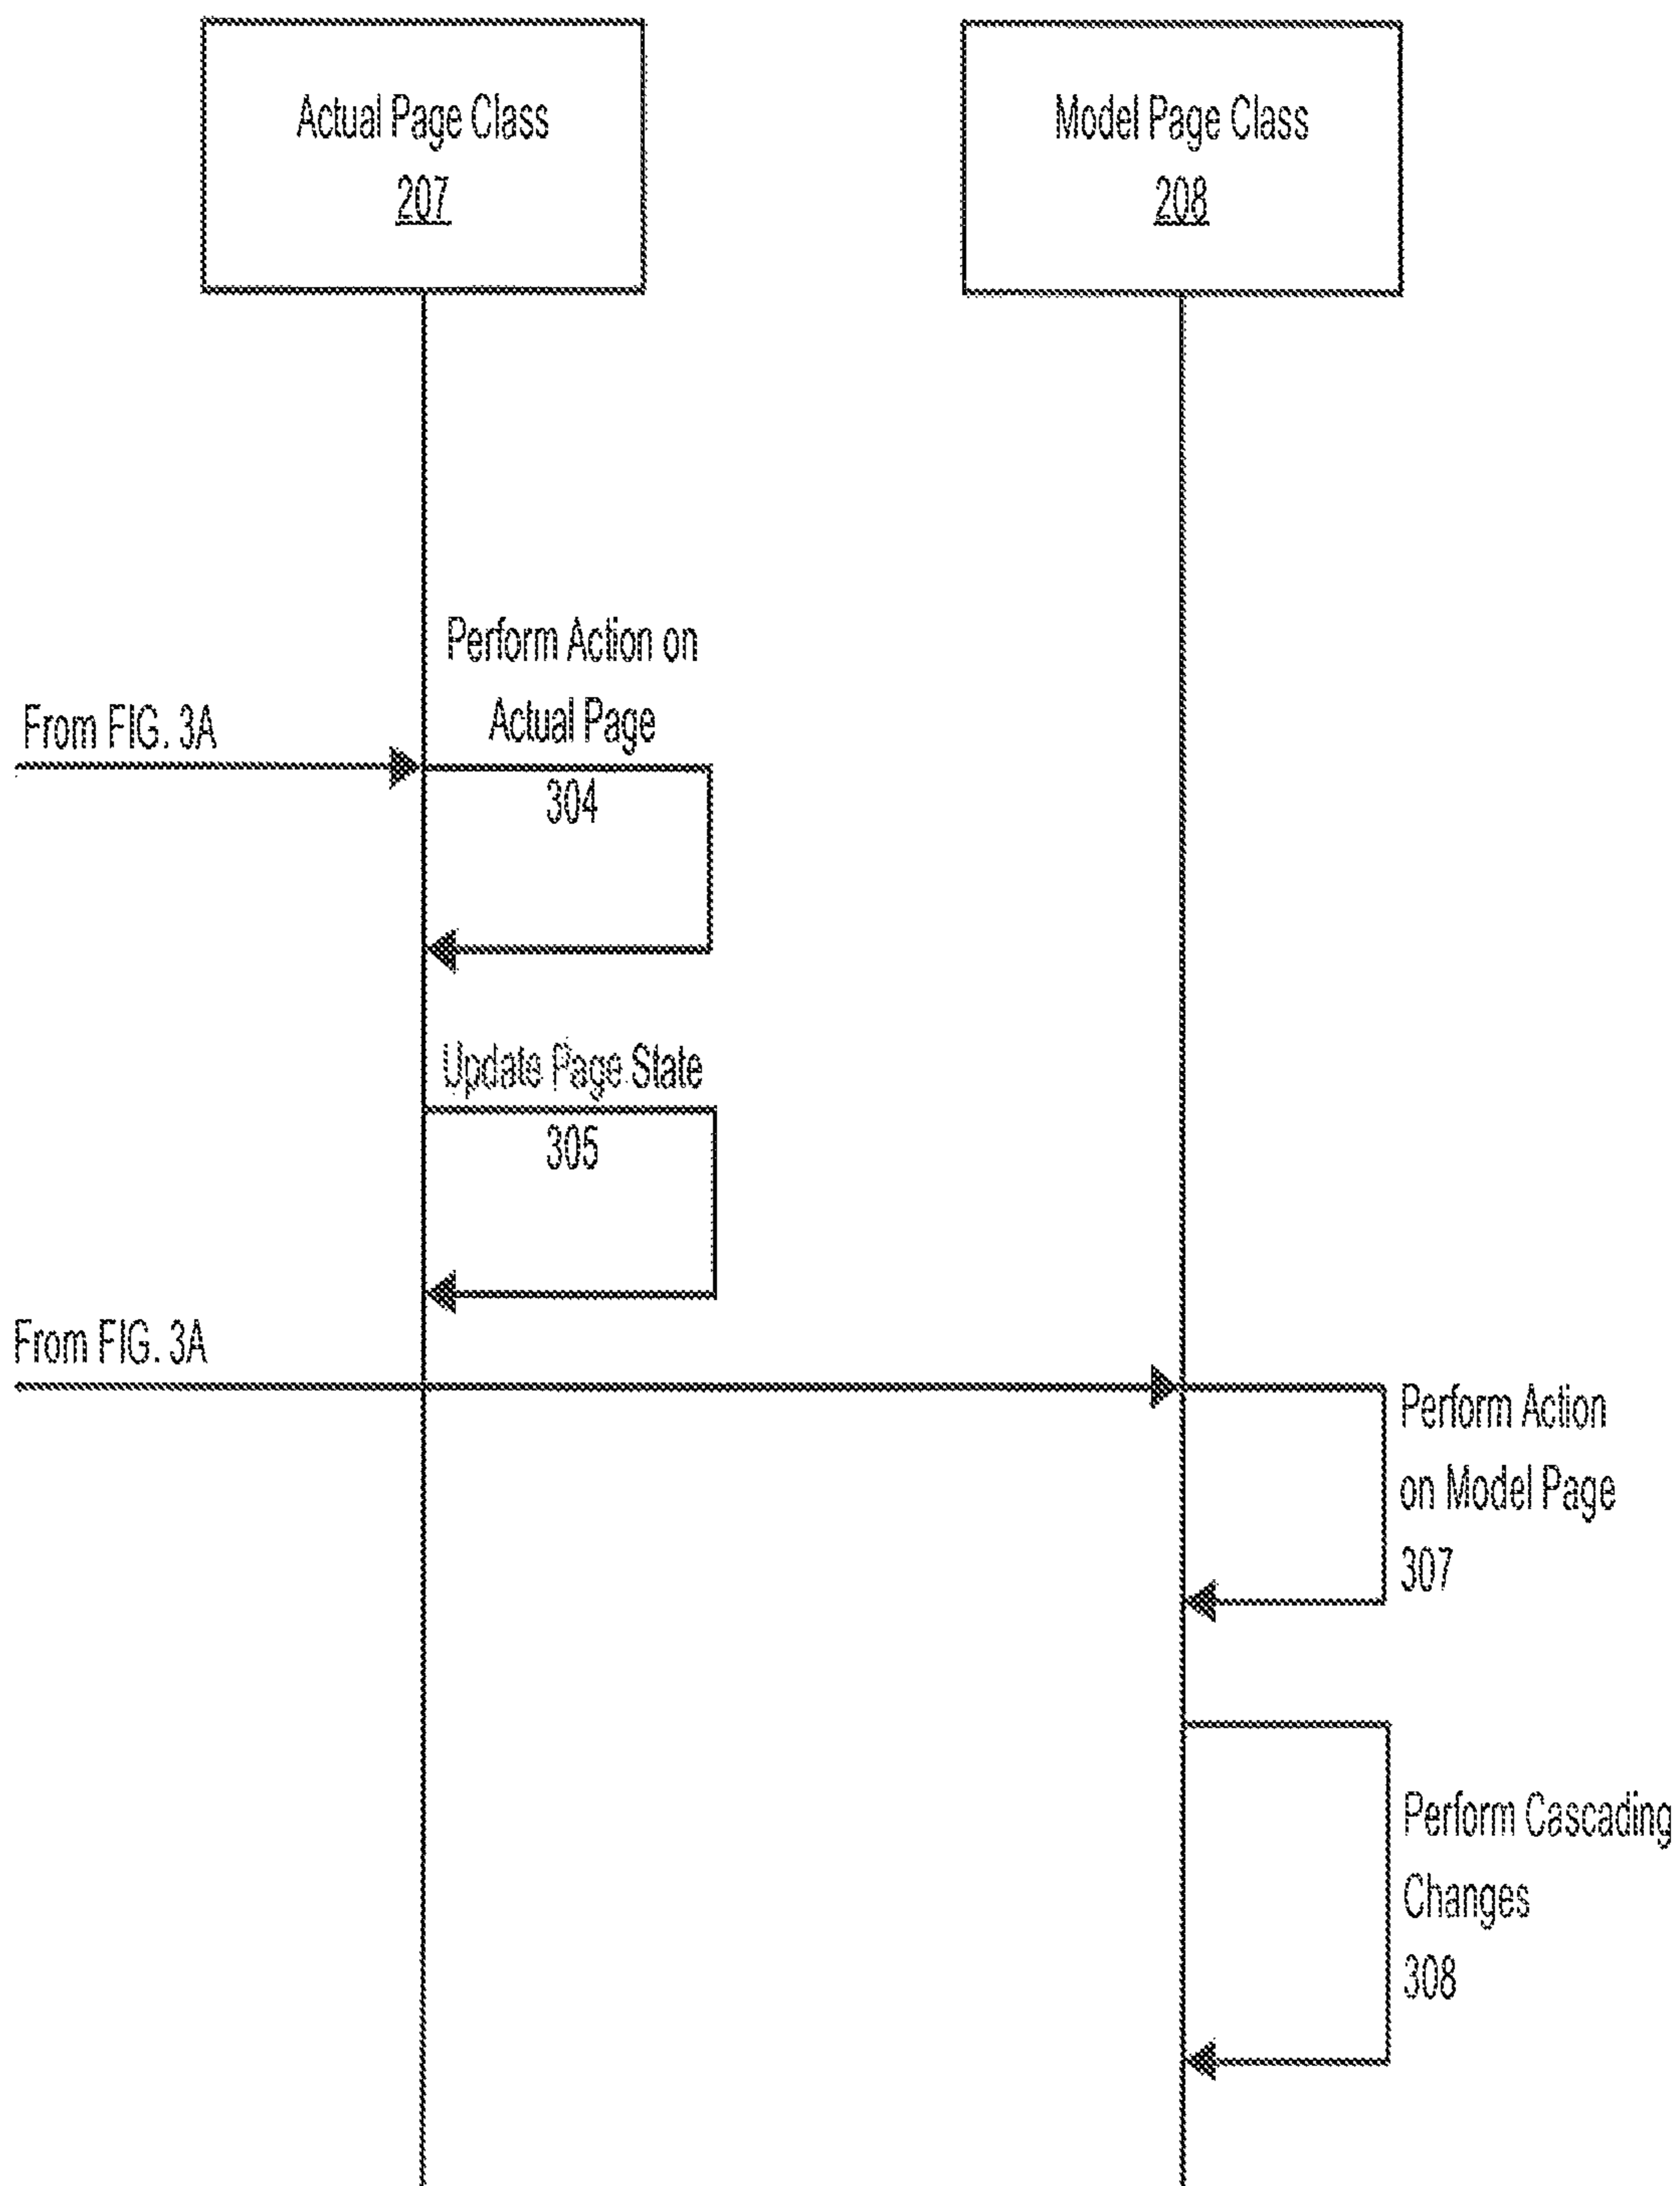 Actual Page Class
207
Model Page Class
208
Perform Action on
Actual Page
304
From FIG. 3A
Update Page State
305
From FIG. 3A
Perform Action
on Model Page
307
Perform Cascading
Changes
308